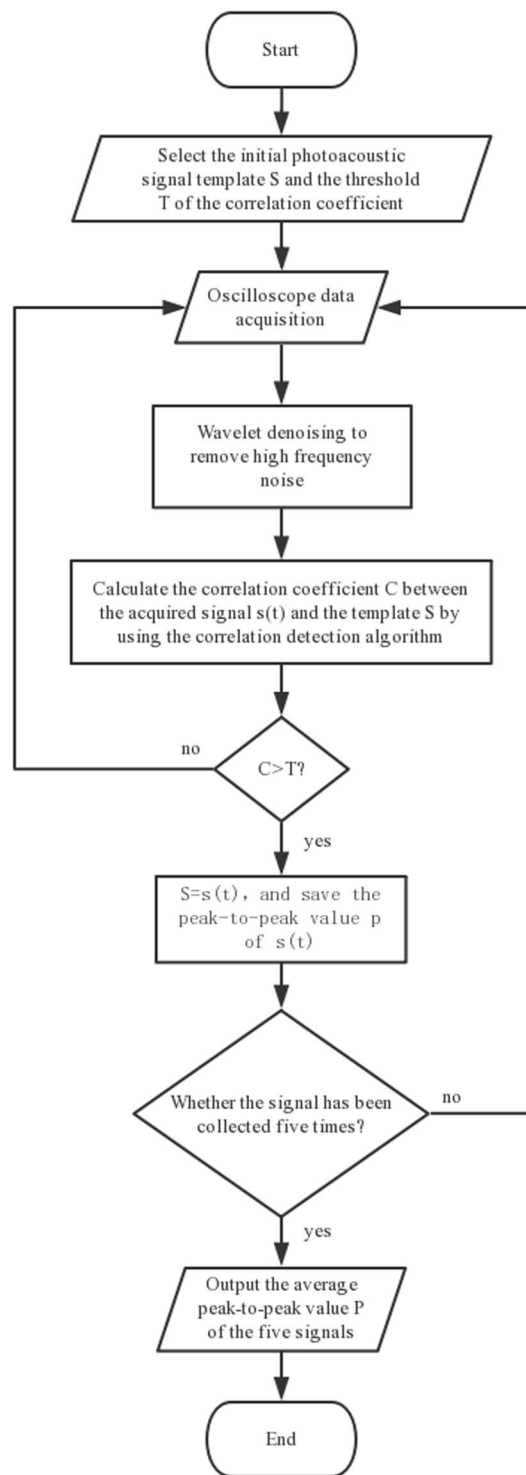 Start
Select the initial photoacoustic
signal template S and the threshold
T of the correlation coefficient
Oscilloscope data
acquisition
Wavelet denoising to
remove high frequency
noise
Calculate the correlation coefficient C between
the acquired signal s(t) and the template S by
using the correlation detection algorithm
no
C>T?
yes
S=s(t), and save the
peak-to-peak value p
of s(t)
Whether the signal has been
collected five times?
no
yes
Output the average
peak-to-peak value P
of the five signals
End